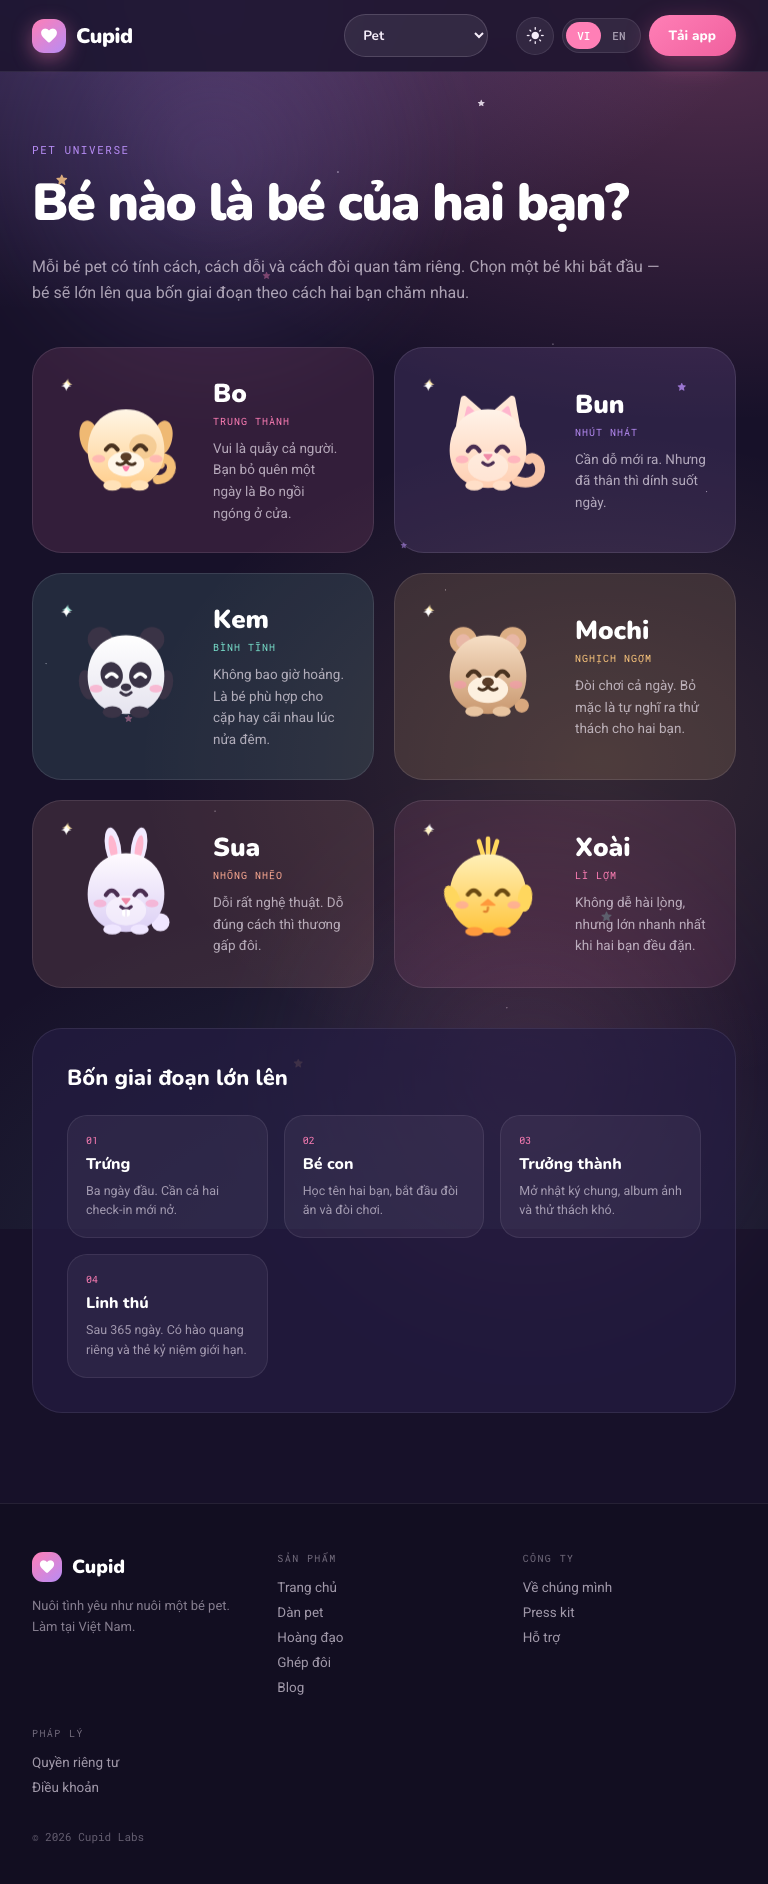 Cupid
Pet
VI
EN
Tải app
PET UNIVERSE
Bé nào là bé của hai bạn?
Mỗi bé pet có tính cách, cách dỗi và cách đòi quan tâm riêng. Chọn một bé khi bắt đầu —
bé sẽ lớn lên qua bốn giai đoạn theo cách hai bạn chăm nhau.
Bo
TRUNG THÀNH
Vui là quẫy cả người.
Bạn bỏ quên một
ngày là Bo ngồi
ngóng ở cửa.
Bun
NHÚT NHÁT
Cần dỗ mới ra. Nhưng
đã thân thì dính suốt
ngày.
Kem
BÌNH TĨNH
Không bao giờ hoảng.
Là bé phù hợp cho
cặp hay cãi nhau lúc
nửa đêm.
Mochi
NGHỊCH NGỢM
Đòi chơi cả ngày. Bỏ
mặc là tự nghĩ ra thử
thách cho hai bạn.
Sua
NHÕNG NHẼO
Dỗi rất nghệ thuật. Dỗ
đúng cách thì thương
gấp đôi.
Xoài
LÌ LỢM
Không dễ hài lòng,
nhưng lớn nhanh nhất
khi hai bạn đều đặn.
Bốn giai đoạn lớn lên
01
Trứng
Ba ngày đầu. Cần cả hai
check-in mới nở.
02
Bé con
Học tên hai bạn, bắt đầu đòi
ăn và đòi chơi.
03
Trưởng thành
Mở nhật ký chung, album ảnh
và thử thách khó.
04
Linh thú
Sau 365 ngày. Có hào quang
riêng và thẻ kỷ niệm giới hạn.
Cupid
Nuôi tình yêu như nuôi một bé pet.
Làm tại Việt Nam.
SẢN PHẨM
Trang chủ
Dàn pet
Hoàng đạo
Ghép đôi
Blog
CÔNG TY
Về chúng mình
Press kit
Hỗ trợ
PHÁP LÝ
Quyền riêng tư
Điều khoản
© 2026 Cupid Labs